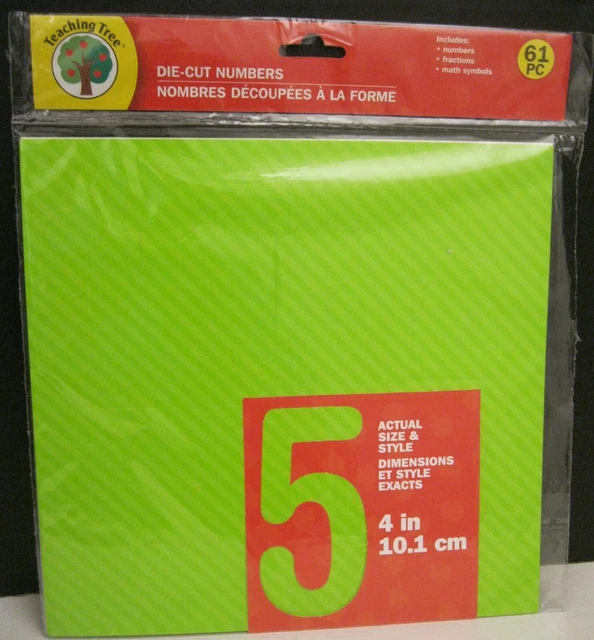 Teaching Tree
DIE-CUT NUMBERS
NOMBRES DÉCOUPÉES À LA FORME
Includes:
• numbers
• fractions
• math symbols
61
PC
5
ACTUAL
SIZE &
STYLE
DIMENSIONS
ET STYLE
EXACTS
4 in
10.1 cm